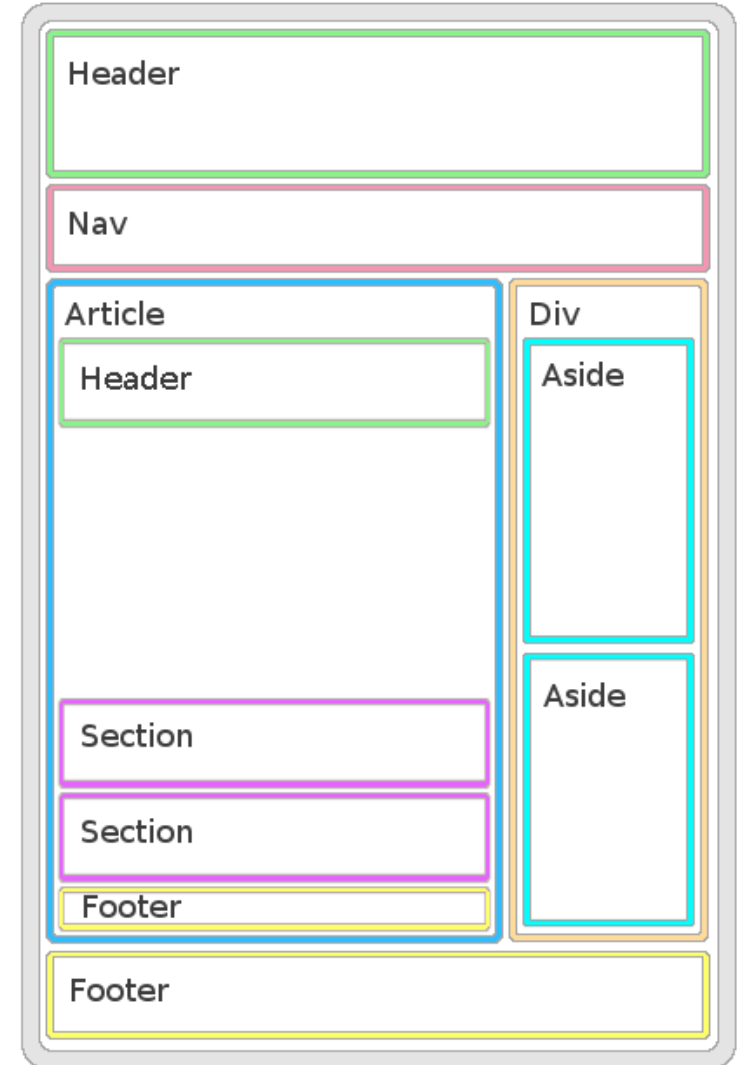 Header
Nav
Article
Header
Section
Section
Footer
Div
Aside
Aside
Footer